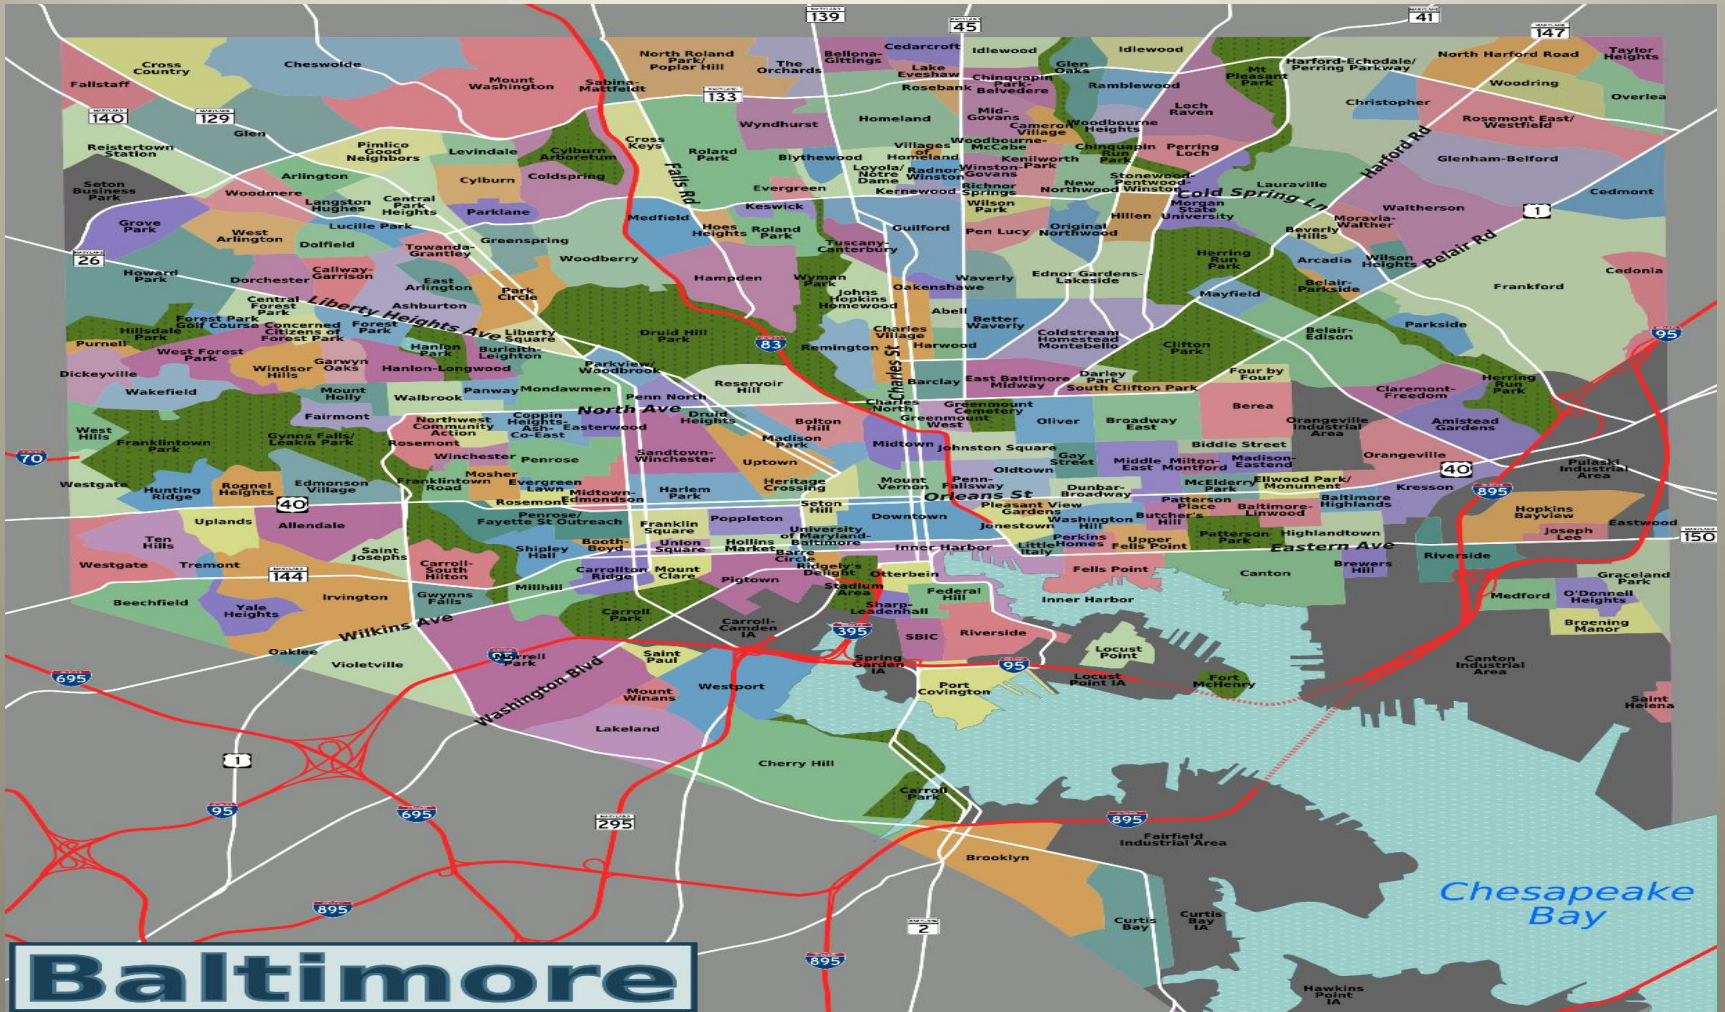 139
45
41
147
Cross
Country
Cheswolde
Fallstaff
Mount
Washington
Sabina-
Mattfeldt
North Roland
Park/
Poplar Hill
The
Orchards
Bellona-
Gittings
Cedarcroft
Lake
Eveshaw
Rosebank
Idlewood
Chinquapin
Park-
Belvedere
Glen
Oaks
Idlewood
Ramblewood
Mt
Pleasant
Park
Harford-Echodale/
Perring Parkway
North Harford Road
Taylor
Heights
Woodring
Overlea
Christopher
Rosemont East/
Westfield
Loch
Raven
140
129
133
Glen
Reistertown
Station
Pimlico
Good
Neighbors
Levindale
Cylburn
Arboretum
Cross
Keys
Roland
Park
Wyndhurst
Homeland
Mid-
Govans
Cameron
Village
Woodbourne
Heights
Woodbourne-
McCabe
Chinquapin
Run
Park
Perring
Loch
Harford Rd
Glenham-Belford
Blythewood
Villages
of
Homeland
Loyola/
Notre
Dame
Radnor
Winston
Winston-
Govans
Kenilworth
Park
Kernewood
Richnor
Springs
New
Northwood
Stonewood-
Pentwood-
Winston
Cold Spring Ln
Lauraville
Cedmont
Seton
Business
Park
Arlington
Woodmere
Langston
Hughes
Central
Park
Heights
Cylburn
Coldspring
Falls Rd
Evergreen
Keswick
Wilson
Park
Morgan
State
University
Waltherson
1
Grove
Park
Lucille Park
Parklane
Medfield
Hoes
Heights
Roland
Park
Guilford
Pen Lucy
Original
Northwood
Hillen
Moravia-
Walther
Beverly
Hills
Belair Rd
West
Arlington
Dolfield
Towanda-
Grantley
Greenspring
Woodberry
Tuscany-
Canterbury
26
Howard
Park
Dorchester
Callway-
Garrison
East
Arlington
Park
Circle
Hampden
Wyman
Park
Waverly
Oakenshawe
Ednor Gardens-
Lakeside
Herring
Run
Park
Arcadia
Wilson
Heights
Cedonia
Frankford
Belair-
Parkside
Mayfield
Johns
Hopkins
Homewood
Ashburton
Central
Forest
Park
Liberty Heights Ave
Forest Park
Golf Course
Concerned
Citizens of
Forest Park
Forest
Park
Liberty
Square
Druid Hill
Park
83
Abell
Better
Waverly
Charles
Village
Coldstream
Homestead
Montebello
Parkside
Belair-
Edison
95
Hillsdale
Park
Purnell
West Forest
Park
Hanlon
Park
Burleith-
Leighton
Remington
Charles St
Harwood
Clifton
Park
Dickeyville
Windsor
Hills
Garwyn
Oaks
Hanlon-Longwood
Parkview/
Woodbrook
Reservoir
Hill
Barclay
East Baltimore
Midway
Darley
Park
South Clifton Park
Four by
Four
Herring
Run
Park
Claremont-
Freedom
Wakefield
Mount
Holly
Walbrook
Panway
Mondawmen
Penn North
Charles
North
Greenmount
Cemetery
Greenmount
West
Berea
Fairmont
North Ave
Druid
Heights
Bolton
Hill
Oliver
Broadway
East
Orangeville
Industrial
Area
Amistead
Gardens
Northwest
Community
Action
Coppin
Heights-
Ash-
Co-East
Easterwood
West
Hills
Franklintown
Park
Gynns Falls/
Leakin Park
Rosemont
Madison
Park
Midtown
Johnston Square
Biddle Street
70
Winchester
Penrose
Sandtown-
Winchester
Uptown
Oldtown
Gay
Street
Middle
East
Milton-
Montford
Madison-
Eastend
Orangeville
40
Pulaski
Industrial
Area
Westgate
Hunting
Ridge
Rognel
Heights
Edmonson
Village
Franklintown
Road
Mosher
Evergreen
Lawn
Rosemont
Midtown-
Edmondson
Harlem
Park
Heritage
Crossing
Mount
Vernon
Penn-
Fallsway
Orleans St
Dunbar-
Broadway
McElderry
Park
Ellwood Park/
Monument
Kresson
895
40
Seton
Hill
Pleasant View
Gardens
Patterson
Place
Baltimore-
Linwood
Baltimore
Highlands
Hopkins
Bayview
Uplands
Allendale
Penrose/
Fayette St Outreach
Franklin
Square
Poppleton
Downtown
Jonestown
Washington
Hill
Butcher's
Hill
Joseph
Lee
Eastwood
Ten
Hills
University
of Maryland-
Baltimore
Patterson
Park
Highlandtown
150
Saint
Josephs
Shipley
Hall
Booth-
Boyd
Union
Square
Hollins
Market
Barre
Circle
Inner Harbor
Little
Italy
Perkins
Homes
Upper
Fells Point
Eastern Ave
Riverside
Westgate
Tremont
144
Carroll-
South
Hilton
Carrollton
Ridge
Mount
Clare
Pigtown
Ridgely's
Delight
Otterbein
Fells Point
Canton
Brewers
Hill
Graceland
Park
Beechfield
Yale
Heights
Irvington
Gwynns
Falls
Millhill
Stadium
Area
Federal
Hill
Inner Harbor
Medford
O'Donnell
Heights
Sharp-
Leadenhall
Carroll
Park
Carroll-
Camden
IA
395
SBIC
Riverside
Broening
Manor
Wilkins Ave
Oaklee
Violetville
95
Morrell
Park
Saint
Paul
Spring
Garden
IA
95
Locust
Point
Canton
Industrial
Area
695
Washington Blvd
Mount
Winans
Westport
Port
Covington
Locust
Point IA
Fort
McHenry
Saint
Helena
Lakeland
1
Cherry Hill
Carroll
Park
95
695
295
895
Fairfield
Industrial Area
Brooklyn
Chesapeake
Bay
895
2
Curtis
Bay
Curtis
Bay
IA
895
Hawkins
Point
IA
Baltimore